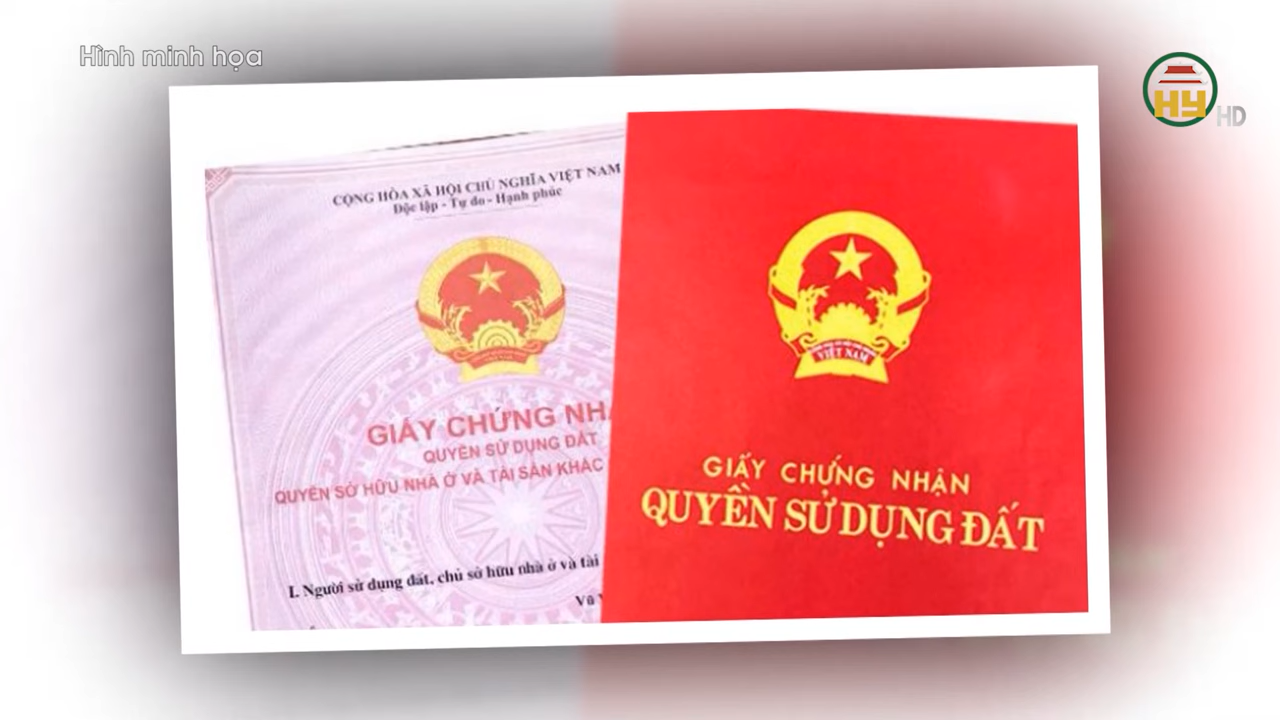 Hình minh họa
HY HD
CỘNG HÒA XÃ HỘI CHỦ NGHĨA VIỆT NAM
Độc lập - Tự do - Hạnh phúc
GIẤY CHỨNG NH
QUYỀN SỬ DỤNG ĐẤT
QUYỀN SỞ HỮU NHÀ Ở VÀ TÀI SẢN KHÁC
I. Người sử dụng đất, chủ sở hữu nhà ở và tài
Vũ
VIỆT NAM
GIẤY CHỨNG NHẬN
QUYỀN SỬ DỤNG ĐẤT